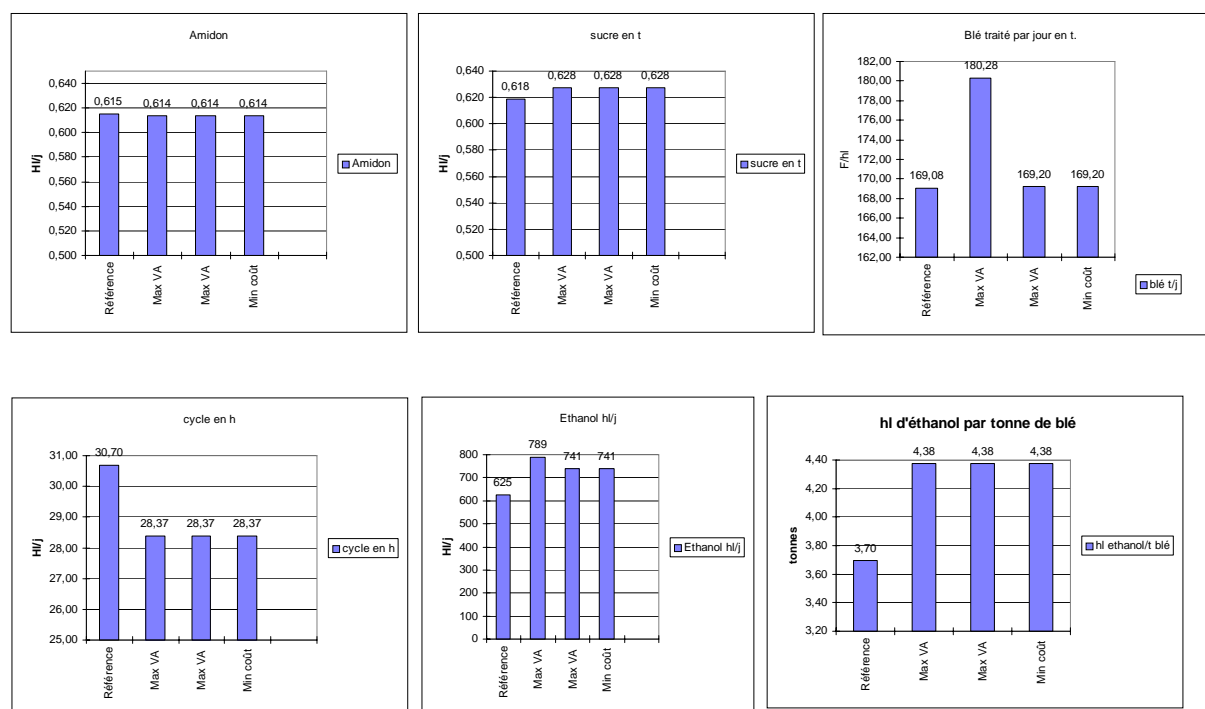 Amidon
0,640
0,620
0,600
0,580
0,560
0,540
0,520
0,500
Hl/j
0,615
0,614
0,614
0,614
Référence
Max VA
Max VA
Min coût
Amidon
sucre en t
0,640
0,620
0,600
0,580
0,560
0,540
0,520
0,500
Hl/j
0,618
0,628
0,628
0,628
Référence
Max VA
Max VA
Min coût
sucre en t
Blé traité par jour en t.
182,00
180,00
178,00
176,00
174,00
172,00
170,00
168,00
166,00
164,00
162,00
F/hl
169,08
180,28
169,20
169,20
Référence
Max VA
Max VA
Min coût
blé t/j
cycle en h
31,00
30,00
29,00
28,00
27,00
26,00
25,00
Hl/j
30,70
28,37
28,37
28,37
Référence
Max VA
Max VA
Min coût
cycle en h
Ethanol hl/j
800
700
600
500
400
300
200
100
0
Hl/j
625
789
741
741
Référence
Max VA
Max VA
Min coût
Ethanol hl/j
hl d'éthanol par tonne de blé
4,40
4,20
4,00
3,80
3,60
3,40
3,20
tonnes
3,70
4,38
4,38
4,38
Référence
Max VA
Max VA
Min coût
hl ethanol/t blé